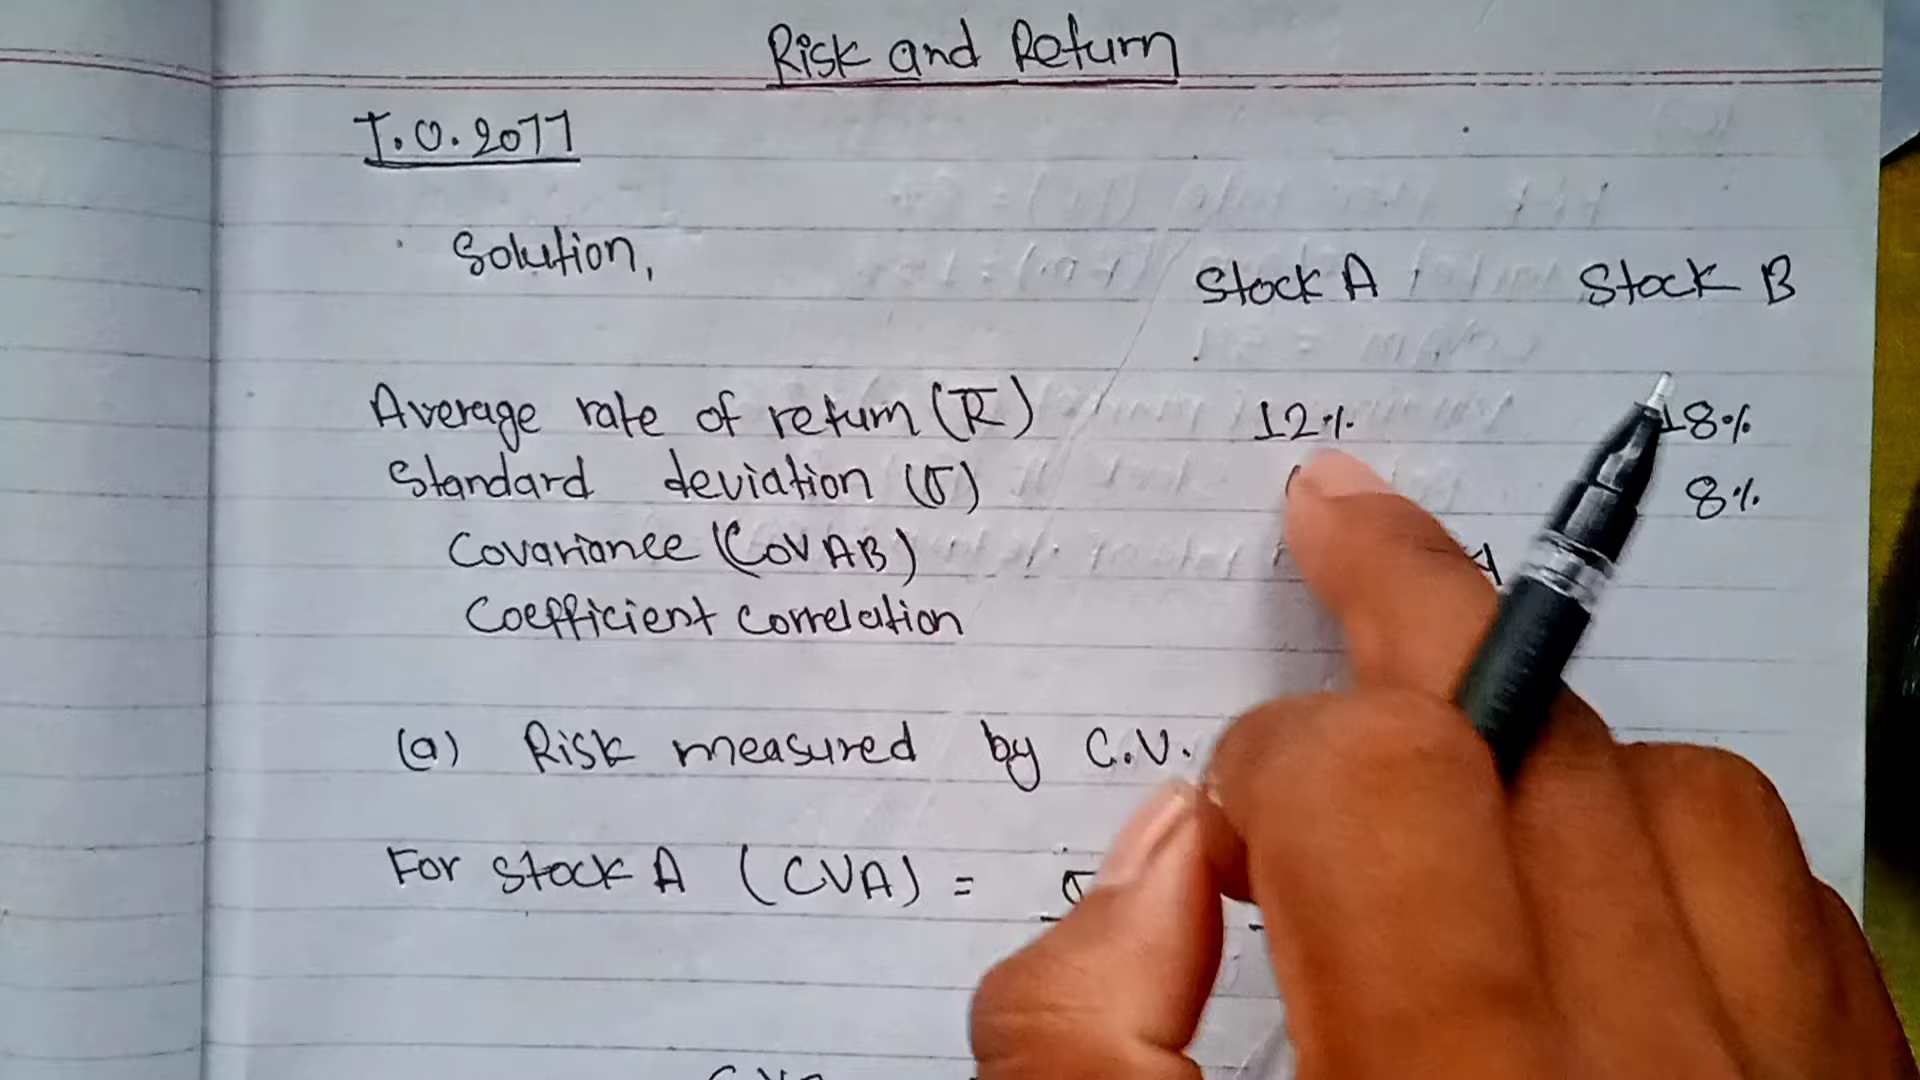 Risk and Return
T.U. 2077
Solution,
Stock A Stock B
Average rate of return (R̅) 12% 18%
Standard deviation (σ) 8%
Covariance (COV AB)
Coefficient correlation
(a) Risk measured by C.V.
For stock A (CVA) = σ